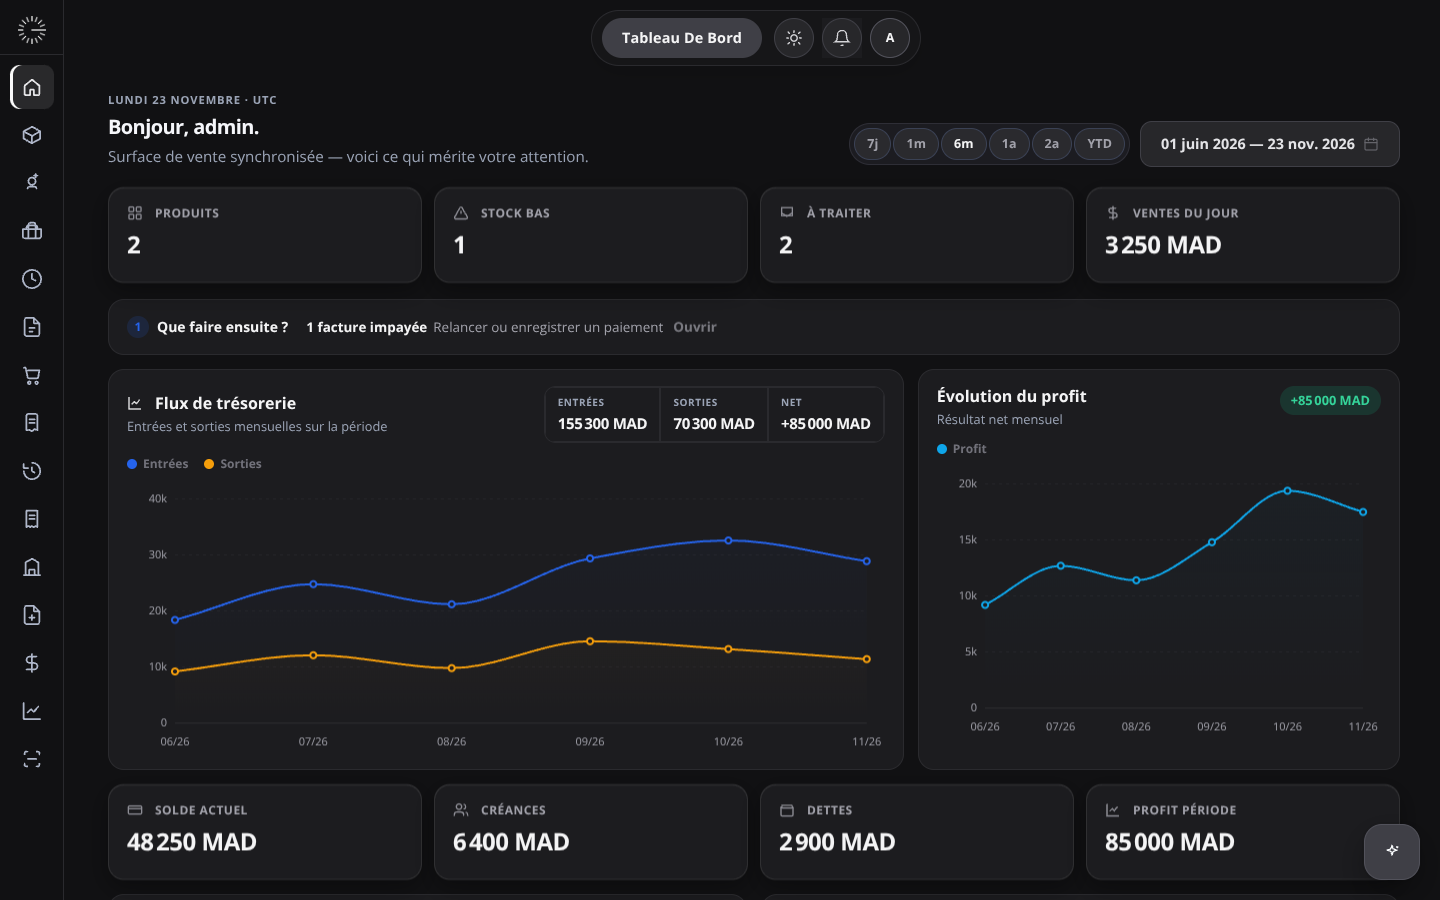 Tableau De Bord
A
LUNDI 23 NOVEMBRE · UTC
Bonjour, admin.
Surface de vente synchronisée — voici ce qui mérite votre attention.
7j 1m 6m 1a 2a YTD
01 juin 2026 — 23 nov. 2026
PRODUITS
2
STOCK BAS
1
À TRAITER
2
VENTES DU JOUR
3 250 MAD
1 Que faire ensuite ? 1 facture impayée Relancer ou enregistrer un paiement Ouvrir
Flux de trésorerie
Entrées et sorties mensuelles sur la période
ENTRÉES
155 300 MAD
SORTIES
70 300 MAD
NET
+85 000 MAD
Entrées Sorties
40k
30k
20k
10k
0
06/26 07/26 08/26 09/26 10/26 11/26
Évolution du profit
Résultat net mensuel
+85 000 MAD
Profit
20k
15k
10k
5k
0
06/26 07/26 08/26 09/26 10/26 11/26
SOLDE ACTUEL
48 250 MAD
CRÉANCES
6 400 MAD
DETTES
2 900 MAD
PROFIT PÉRIODE
85 000 MAD